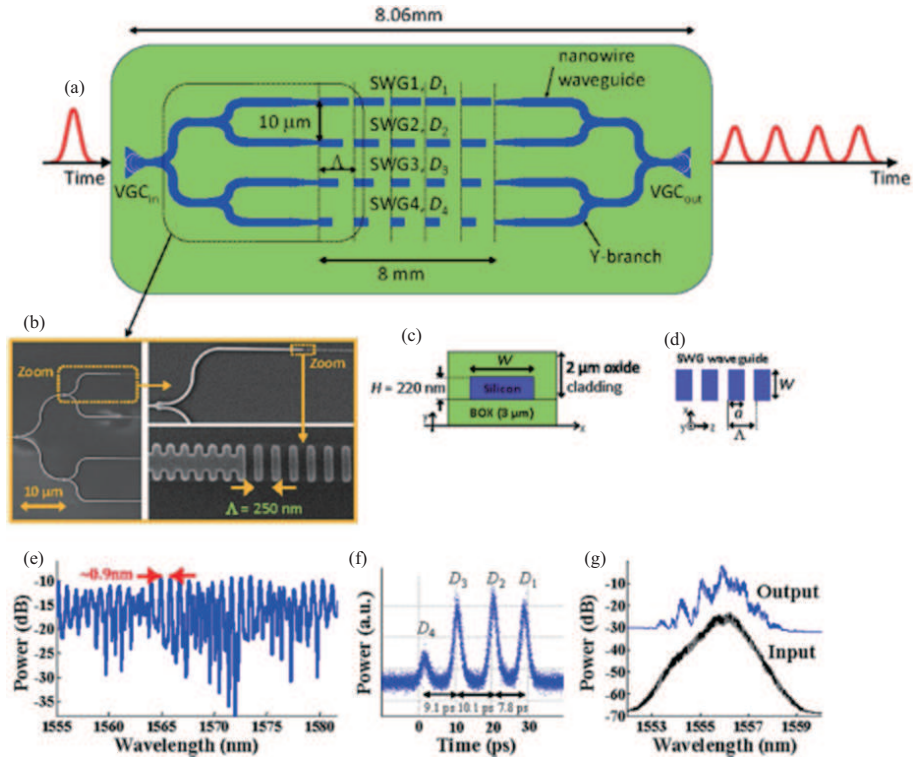 8.06mm
(a)
nanowire
waveguide
SWG1, D1
10 µm
SWG2, D2
Λ
SWG3, D3
SWG4, D4
Time
VGCin
VGCout
Time
Y-branch
8 mm
(b)
Zoom
Zoom
10 µm
Λ = 250 nm
(c)
W
2 µm oxide
cladding
H = 220 nm
Silicon
BOX (3 µm)
Y
x
(d)
SWG waveguide
W
a
Λ
x
y
z
(e)
~0.9nm
Power (dB)
-10
-15
-20
-25
-30
-35
1555 1560 1565 1570 1575 1580
Wavelength (nm)
(f)
Power (a.u.)
D4
D3
D2
D1
9.1 ps 10.1 ps 7.8 ps
0 10 20 30
Time (ps)
(g)
Power (dB)
0
-10
-20
-30
-40
-50
-60
-70
Output
Input
1553 1555 1557 1559
Wavelength (nm)